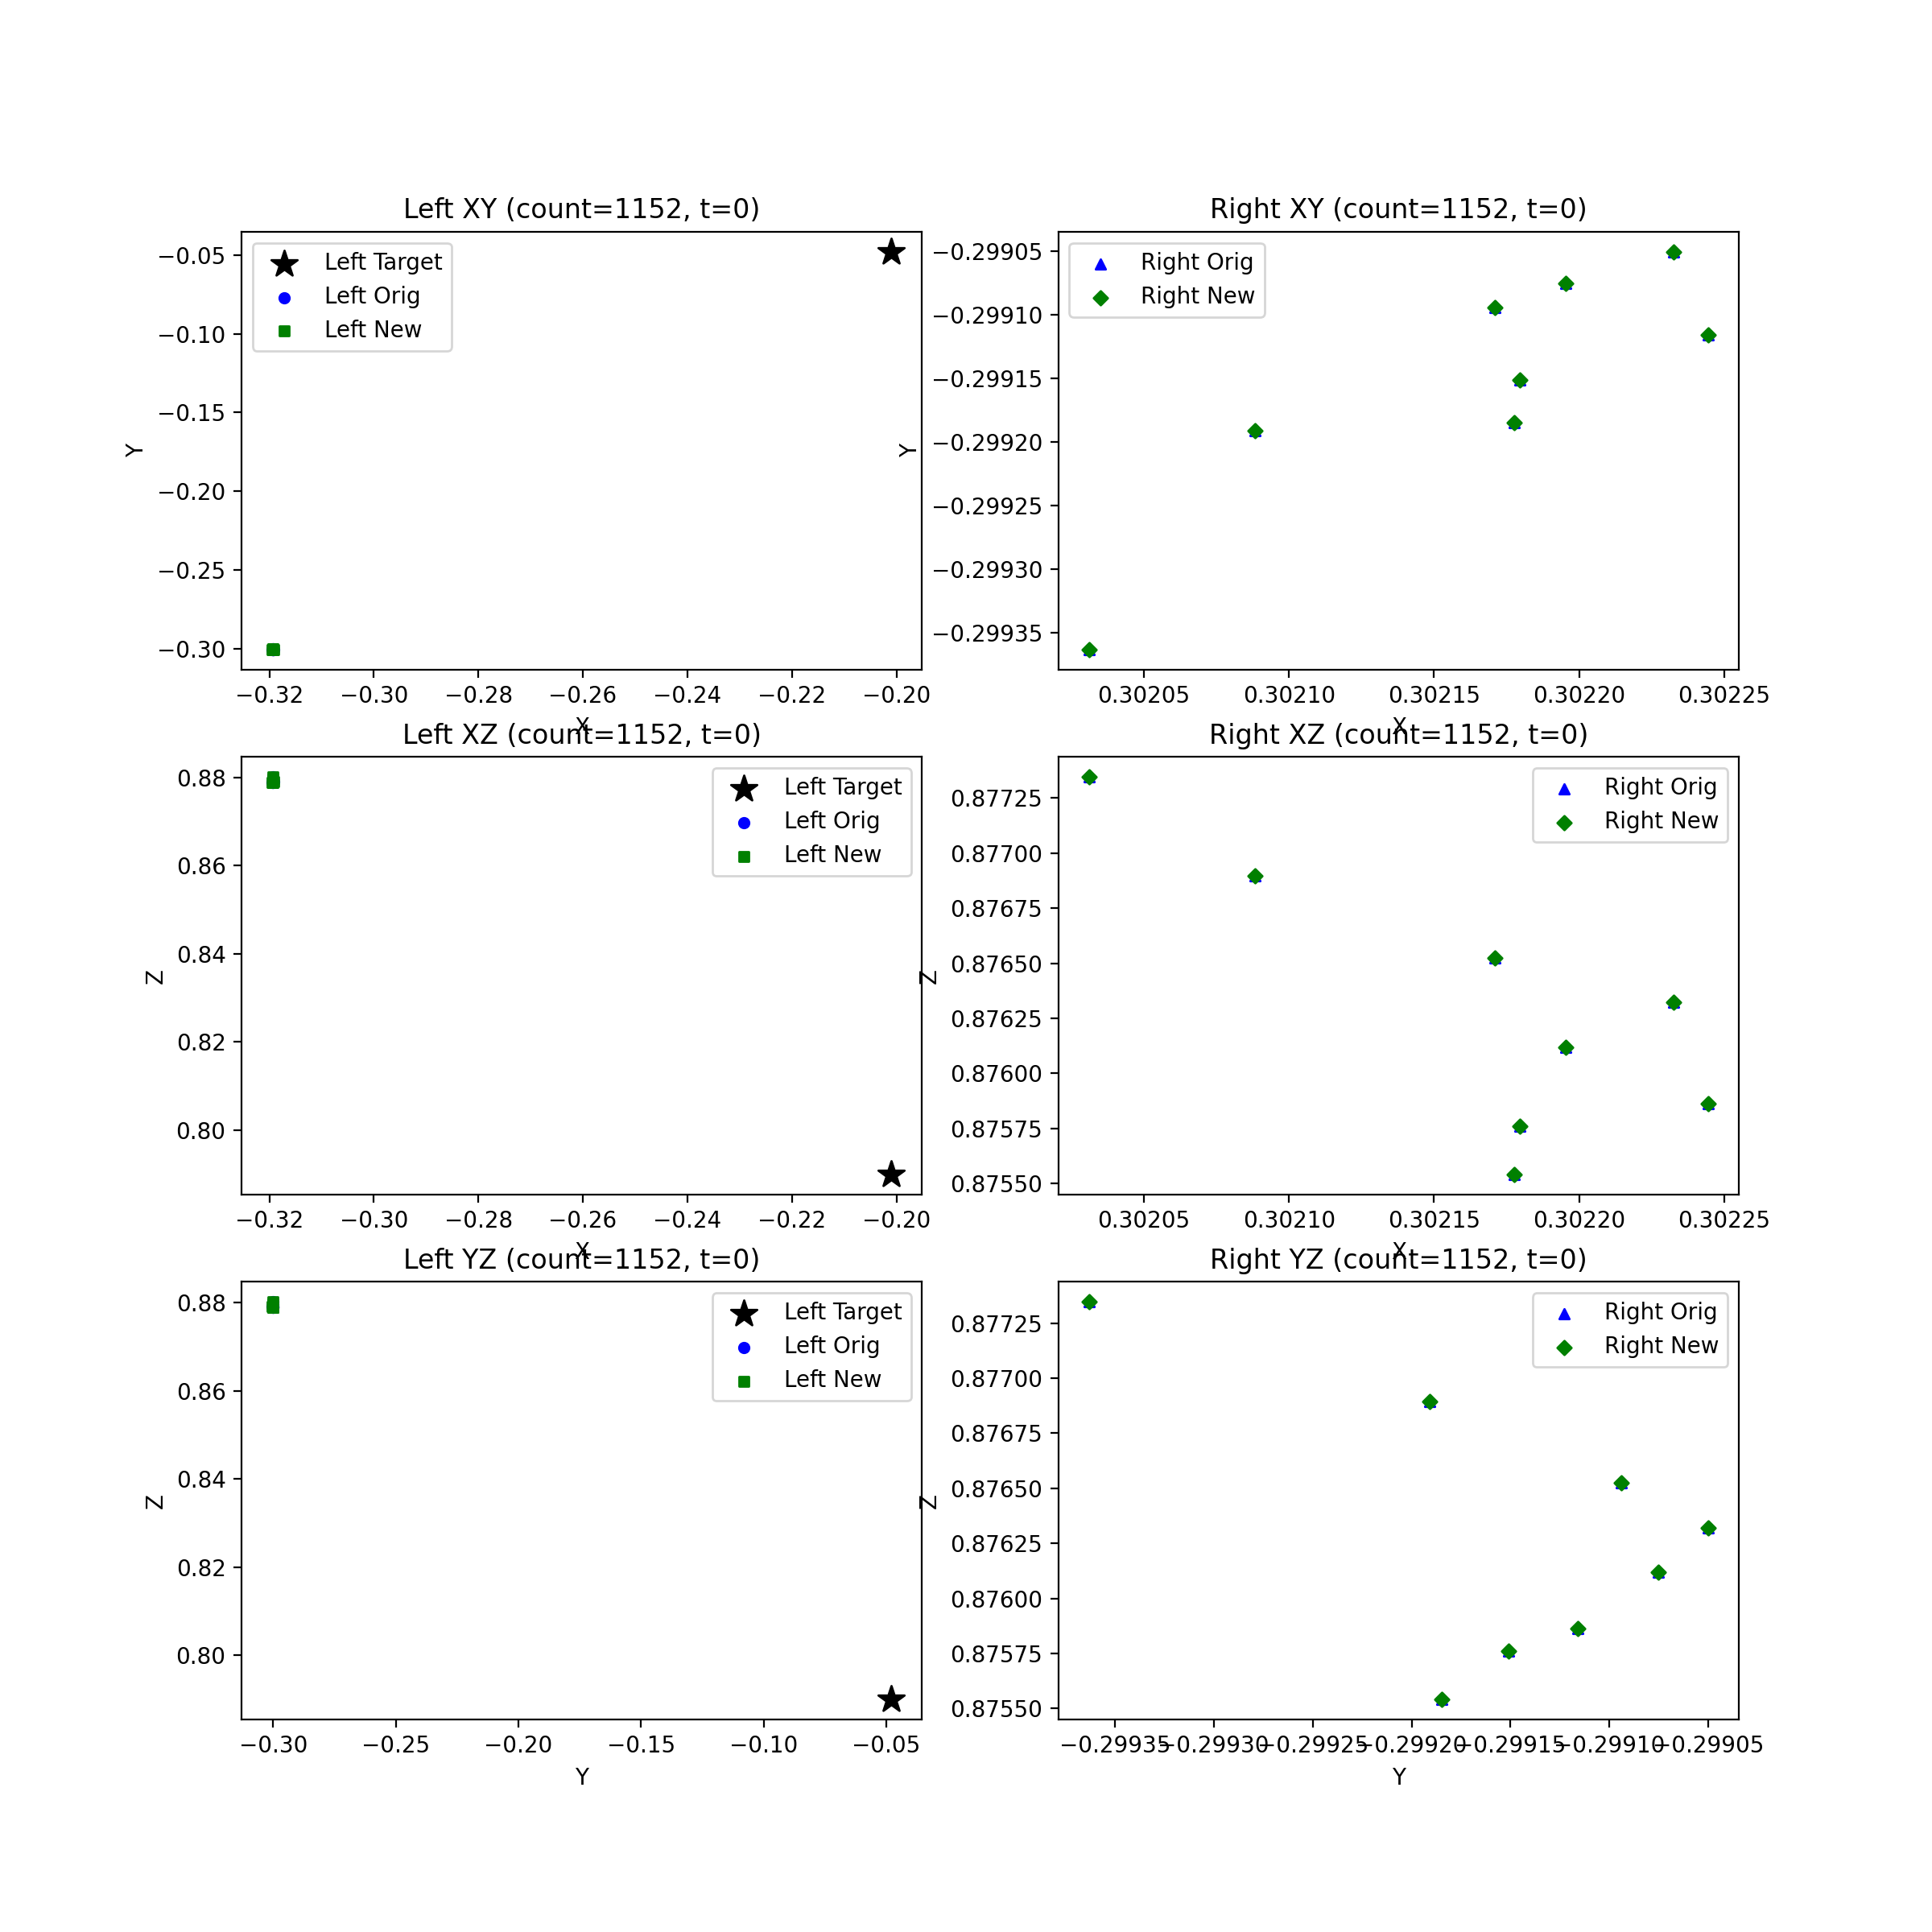 Left XY (count=1152, t=0)
Left Target
Left Orig
Left New
−0.05
−0.10
−0.15
−0.20
−0.25
−0.30
Y
−0.32 −0.30 −0.28 −0.26 −0.24 −0.22 −0.20
X
Right XY (count=1152, t=0)
Right Orig
Right New
−0.29905
−0.29910
−0.29915
−0.29920
−0.29925
−0.29930
−0.29935
Y
0.30205 0.30210 0.30215 0.30220 0.30225
X
Left XZ (count=1152, t=0)
Left Target
Left Orig
Left New
0.88
0.86
0.84
0.82
0.80
Z
−0.32 −0.30 −0.28 −0.26 −0.24 −0.22 −0.20
X
Right XZ (count=1152, t=0)
Right Orig
Right New
0.87725
0.87700
0.87675
0.87650
0.87625
0.87600
0.87575
0.87550
Z
0.30205 0.30210 0.30215 0.30220 0.30225
X
Left YZ (count=1152, t=0)
Left Target
Left Orig
Left New
0.88
0.86
0.84
0.82
0.80
Z
−0.30 −0.25 −0.20 −0.15 −0.10 −0.05
Y
Right YZ (count=1152, t=0)
Right Orig
Right New
0.87725
0.87700
0.87675
0.87650
0.87625
0.87600
0.87575
0.87550
Z
−0.29935 −0.29930 −0.29925 −0.29920 −0.29915 −0.29910 −0.29905
Y